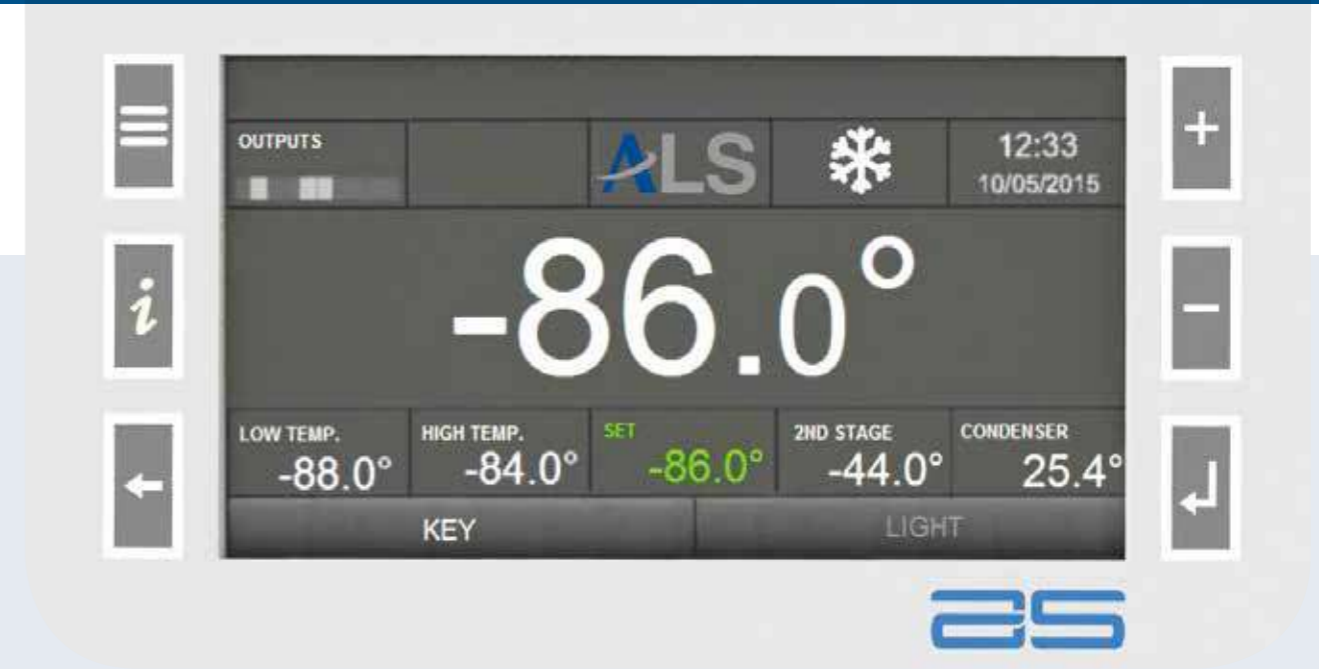 OUTPUTS
ALS
12:33
10/05/2015
-86.0°
LOW TEMP.
-88.0°
HIGH TEMP.
-84.0°
SET
-86.0°
2ND STAGE
-44.0°
CONDENSER
25.4°
KEY
LIGHT
i
+
-
as